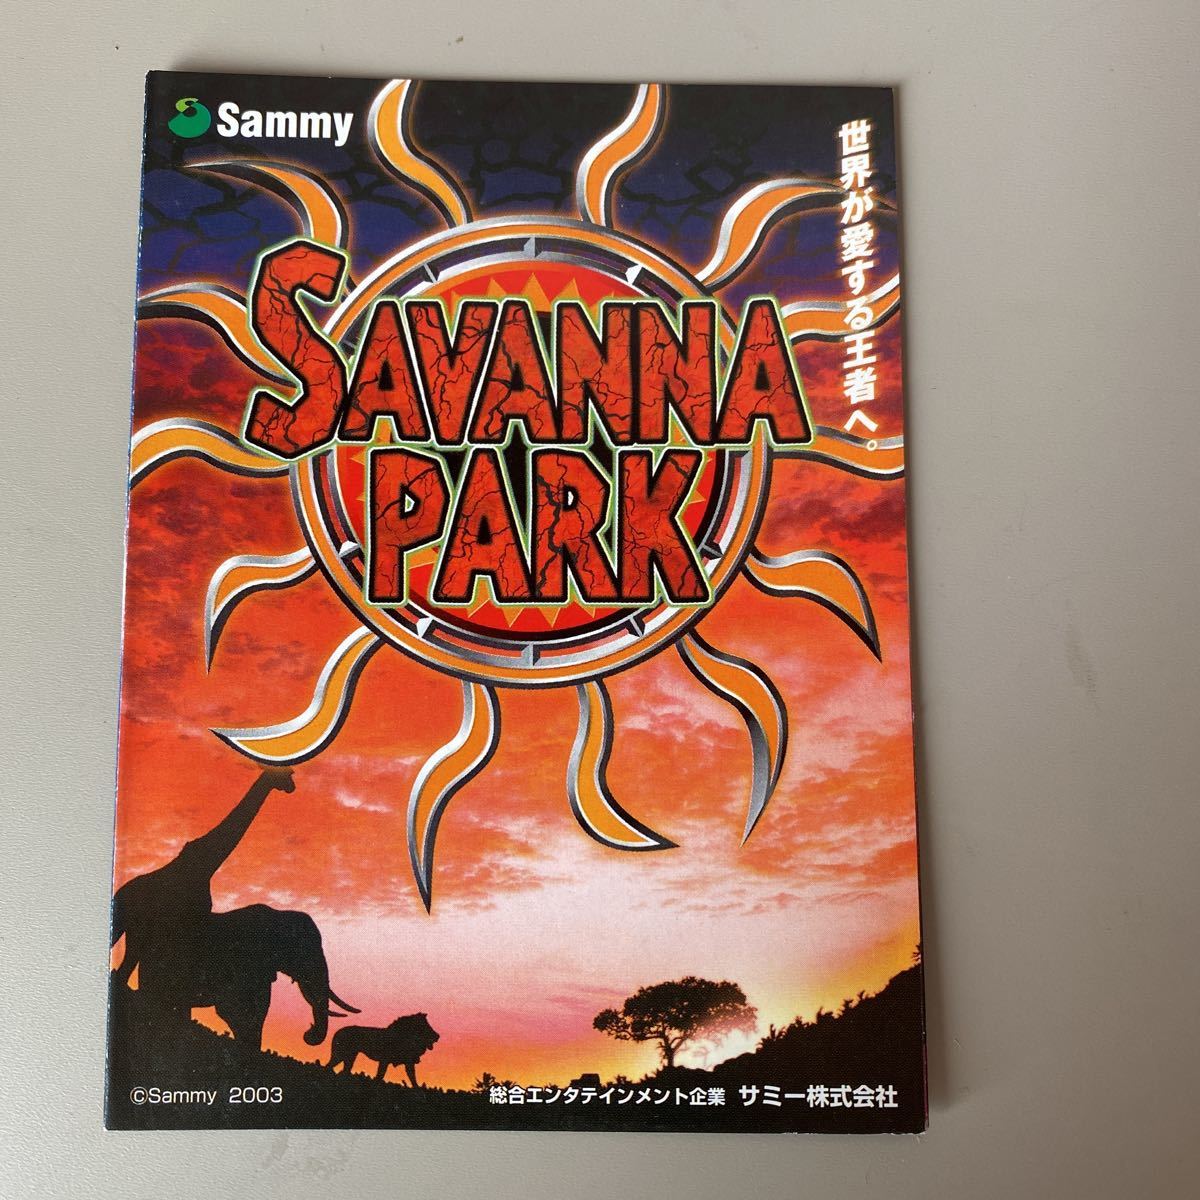 Sammy
世界が愛する王者へ。
SAVANNA
PARK
©Sammy 2003
総合エンタテインメント企業 サミー株式会社